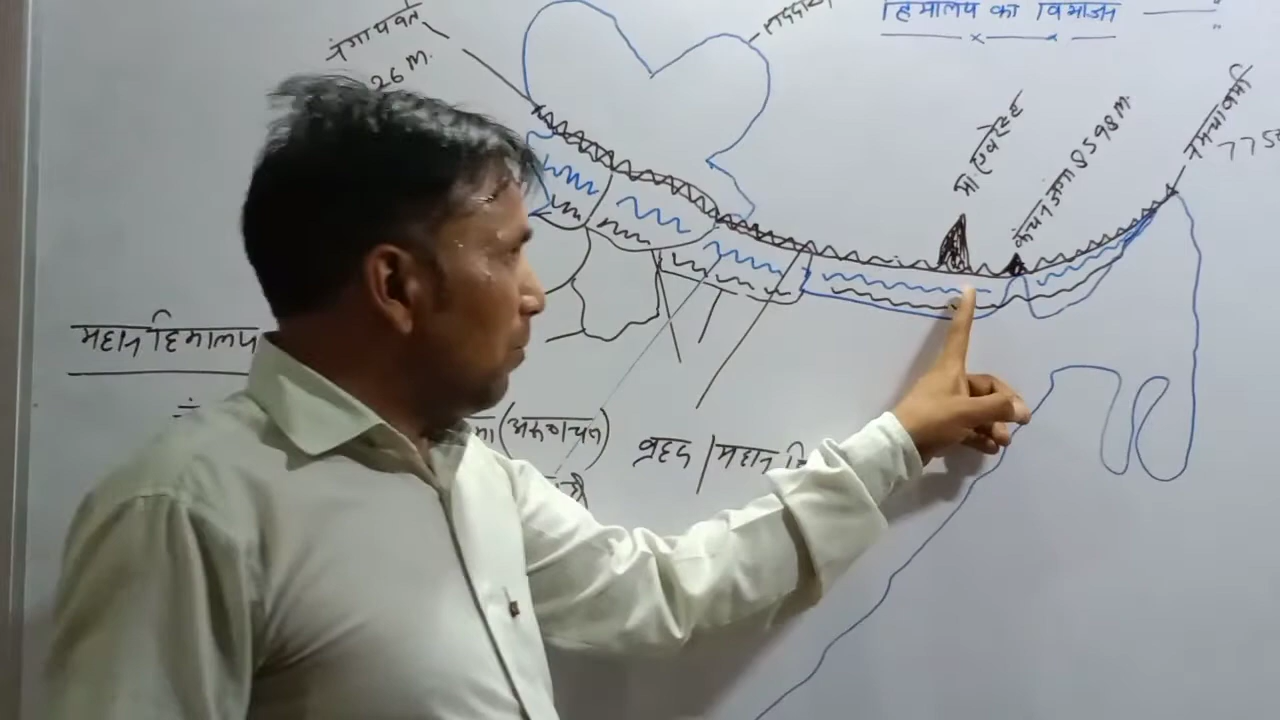 हिमालय का विभाजन
नंगा पर्वत
26 m.
मा. एवरेस्ट
कंचनजंगा 8598 m.
नमचा बर्मा
775
महान हिमालय
(अरुणाचल)
वृहद / महान हि